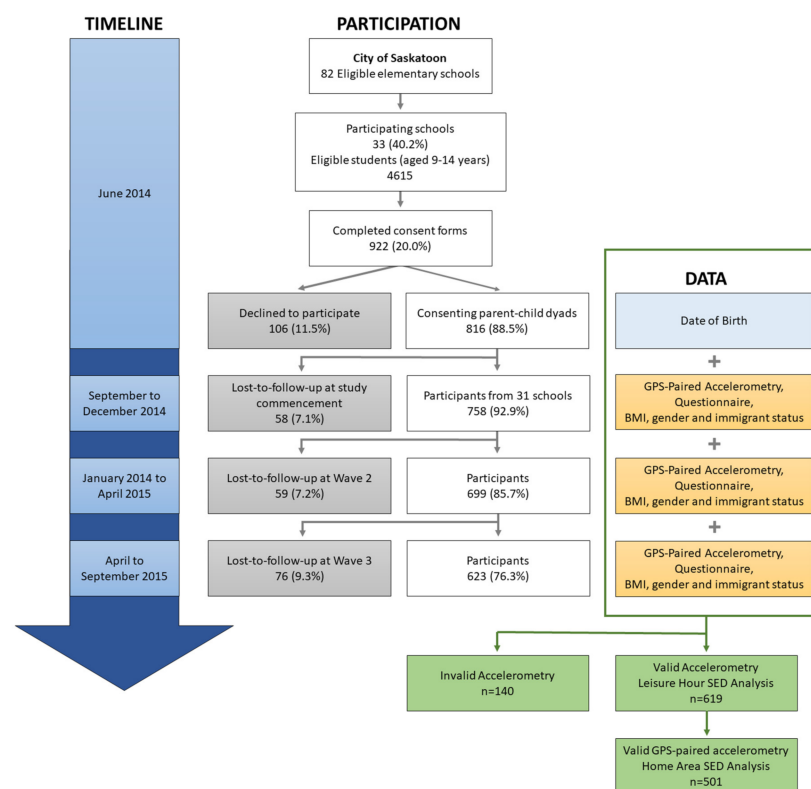 TIMELINE
PARTICIPATION
City of Saskatoon
82 Eligible elementary schools
Participating schools
33 (40.2%)
Eligible students (aged 9-14 years)
4615
June 2014
Completed consent forms
922 (20.0%)
DATA
Declined to participate
106 (11.5%)
Consenting parent-child dyads
816 (88.5%)
Date of Birth
+
September to
December 2014
Lost-to-follow-up at study
commencement
58 (7.1%)
Participants from 31 schools
758 (92.9%)
GPS-Paired Accelerometry,
Questionnaire,
BMI, gender and immigrant status
+
January 2014 to
April 2015
Lost-to-follow-up at Wave 2
59 (7.2%)
Participants
699 (85.7%)
GPS-Paired Accelerometry,
Questionnaire,
BMI, gender and immigrant status
+
April to
September 2015
Lost-to-follow-up at Wave 3
76 (9.3%)
Participants
623 (76.3%)
GPS-Paired Accelerometry,
Questionnaire,
BMI, gender and immigrant status
Invalid Accelerometry
n=140
Valid Accelerometry
Leisure Hour SED Analysis
n=619
Valid GPS-paired accelerometry
Home Area SED Analysis
n=501